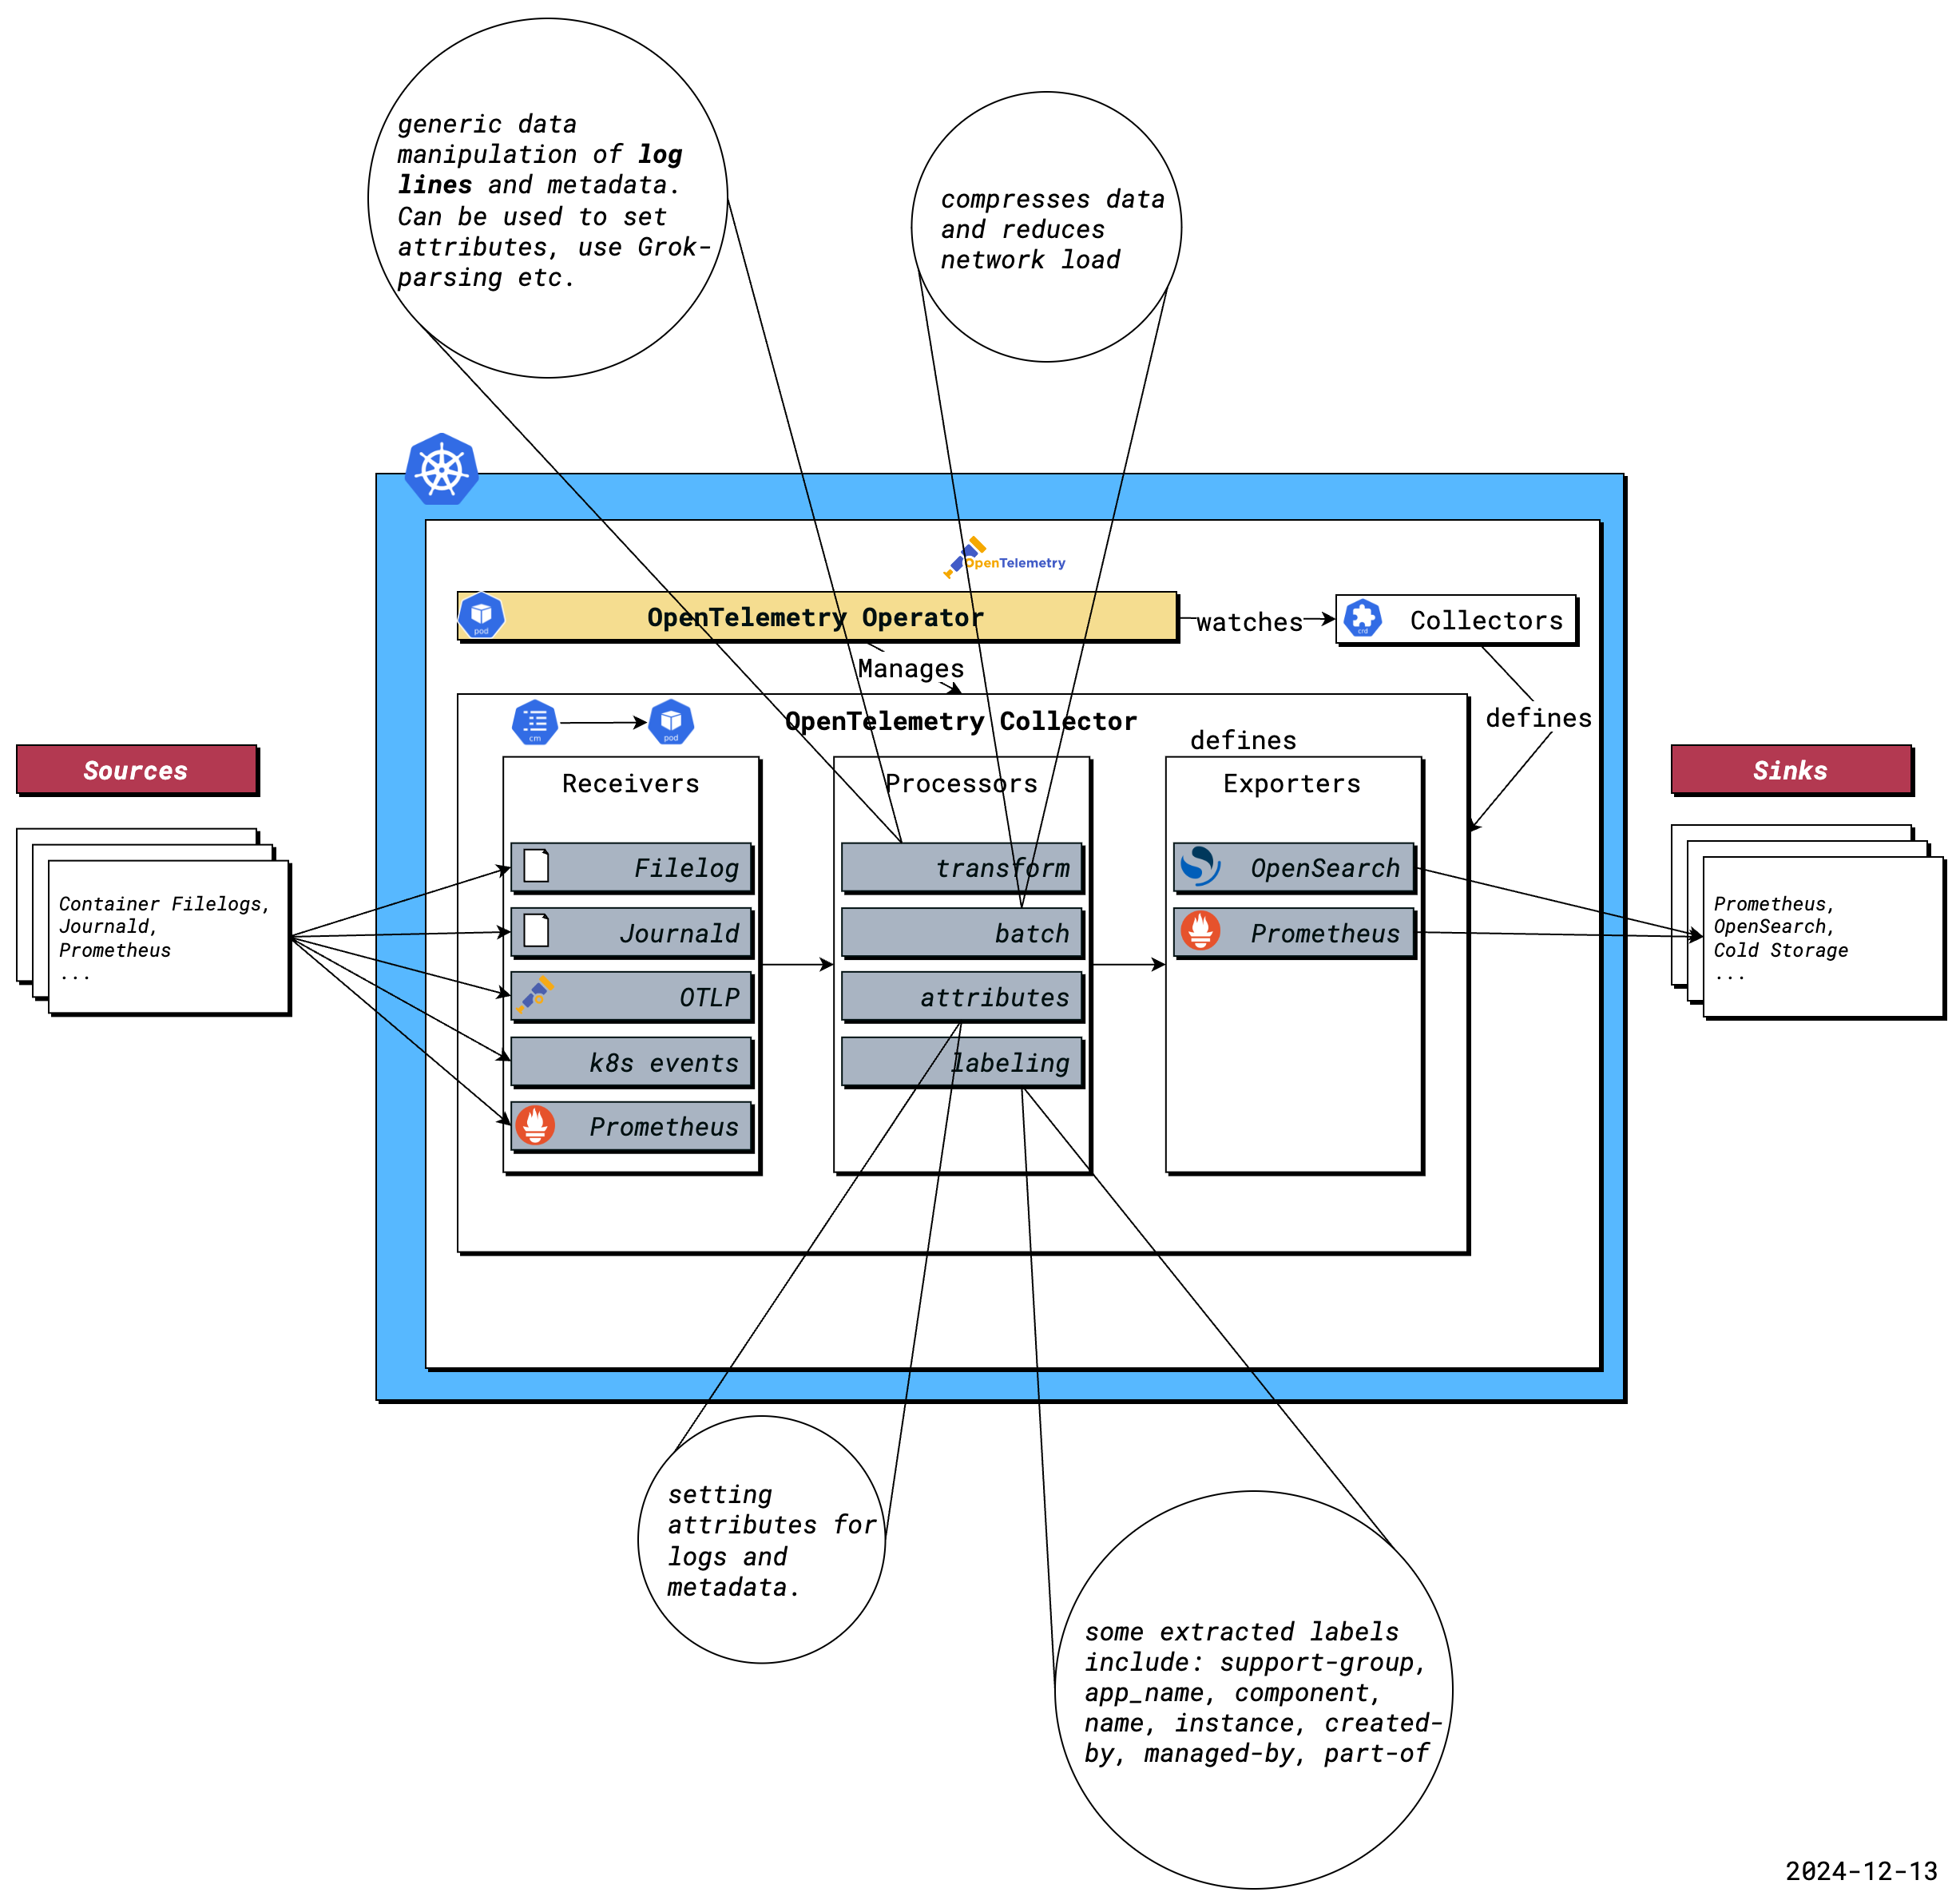 generic data
manipulation of log
lines and metadata.
Can be used to set
attributes, use Grok-
parsing etc.
compresses data
and reduces
network load
OpenTelemetry
pod
OpenTelemetry Operator
watches
crd
Collectors
Manages
defines
cm
pod
OpenTelemetry Collector
defines
Sources
Container Filelogs,
Journald,
Prometheus
...
Receivers
Filelog
Journald
OTLP
k8s events
Prometheus
Processors
transform
batch
attributes
labeling
Exporters
OpenSearch
Prometheus
Sinks
Prometheus,
OpenSearch,
Cold Storage
...
setting
attributes for
logs and
metadata.
some extracted labels
include: support-group,
app_name, component,
name, instance, created-
by, managed-by, part-of
2024-12-13